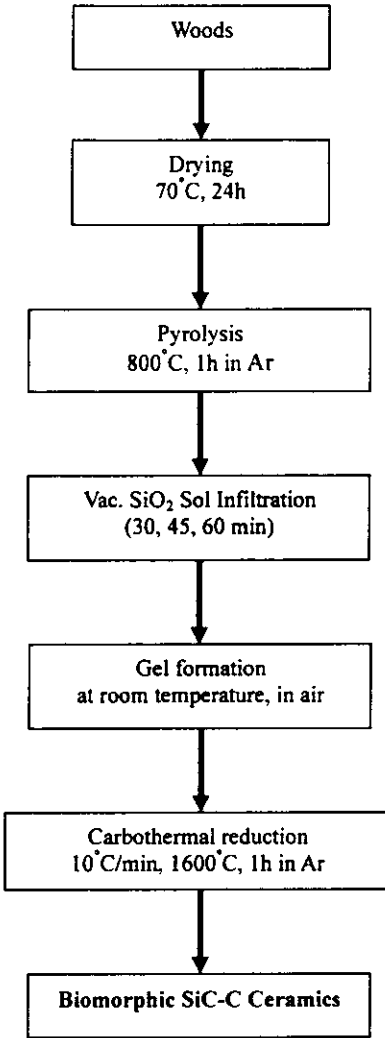 Woods
Drying
70°C, 24h
Pyrolysis
800°C, 1h in Ar
Vac. SiO₂ Sol Infiltration
(30, 45, 60 min)
Gel formation
at room temperature, in air
Carbothermal reduction
10°C/min, 1600°C, 1h in Ar
Biomorphic SiC-C Ceramics